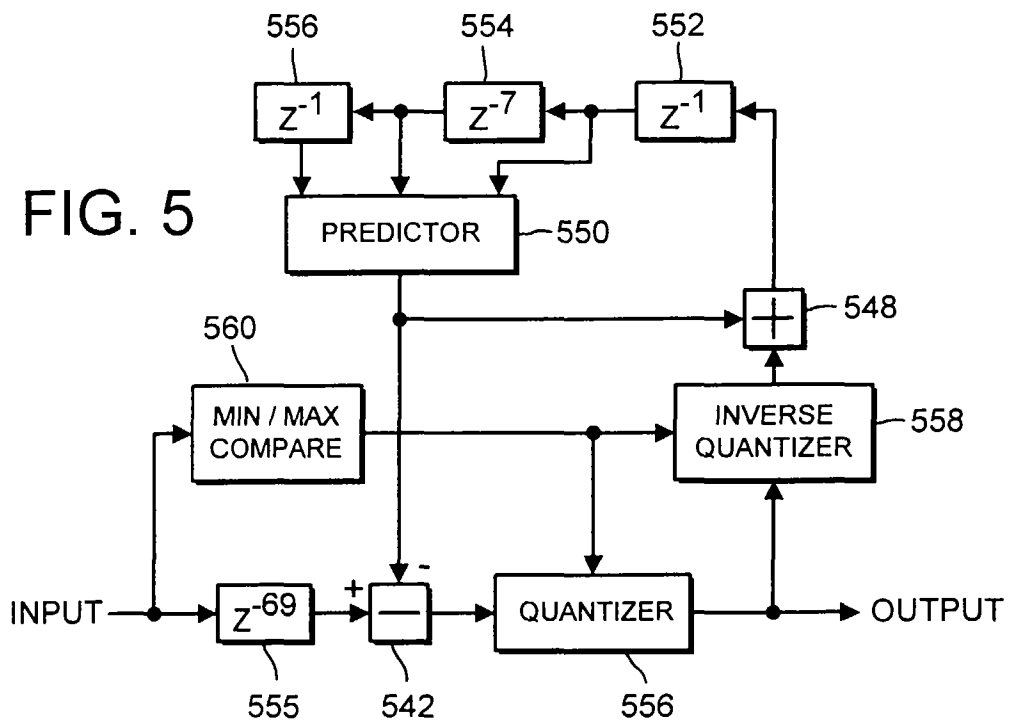 556
554
552
Z-1
Z-7
Z-1
FIG. 5
PREDICTOR
550
548
560
MIN / MAX
COMPARE
INVERSE
QUANTIZER
558
+
-
INPUT
Z-69
QUANTIZER
OUTPUT
555
542
556